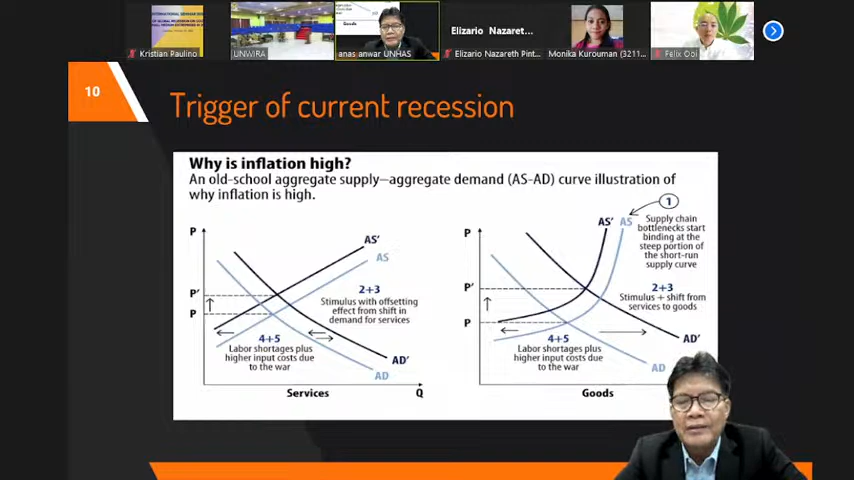 INTERNATIONAL SEMINAR
Goods
Elizario Nazaret...
Kristian Paulino
UNWIRA
anas anwar UNHAS
Elizario Nazareth Pint...
Monika Kurouman (3211...
Felix Obi
10
Trigger of current recession
Why is inflation high?
An old-school aggregate supply—aggregate demand (AS-AD) curve illustration of
why inflation is high.
P
AS'
AS
P'
P
2+3
Stimulus with offsetting
effect from shift in
demand for services
4+5
Labor shortages plus
higher input costs due
to the war
AD'
AD
Services
Q
1
P
AS'
AS
Supply chain
bottlenecks start
binding at the
steep portion of
the short-run
supply curve
P'
P
2+3
Stimulus + shift from
services to goods
4+5
Labor shortages plus
higher input costs due
to the war
AD'
AD
Goods